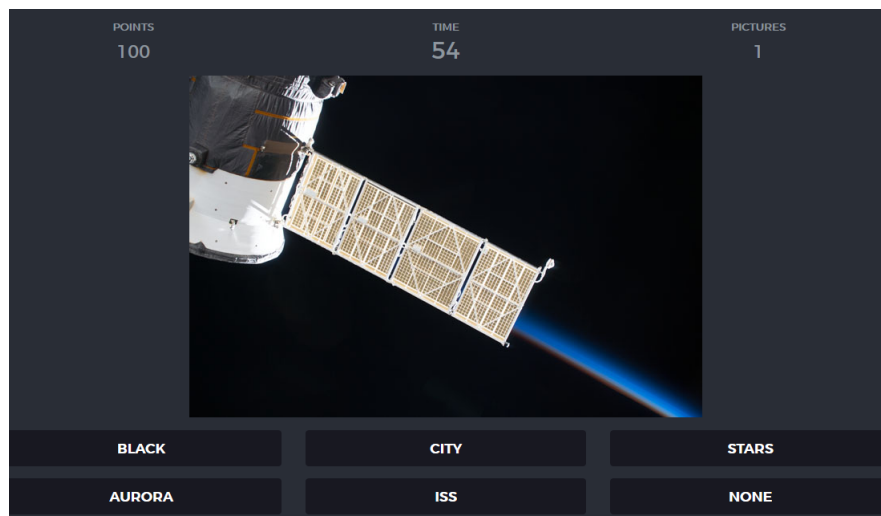 POINTS TIME PICTURES
100 54 1
BLACK CITY STARS
AURORA ISS NONE